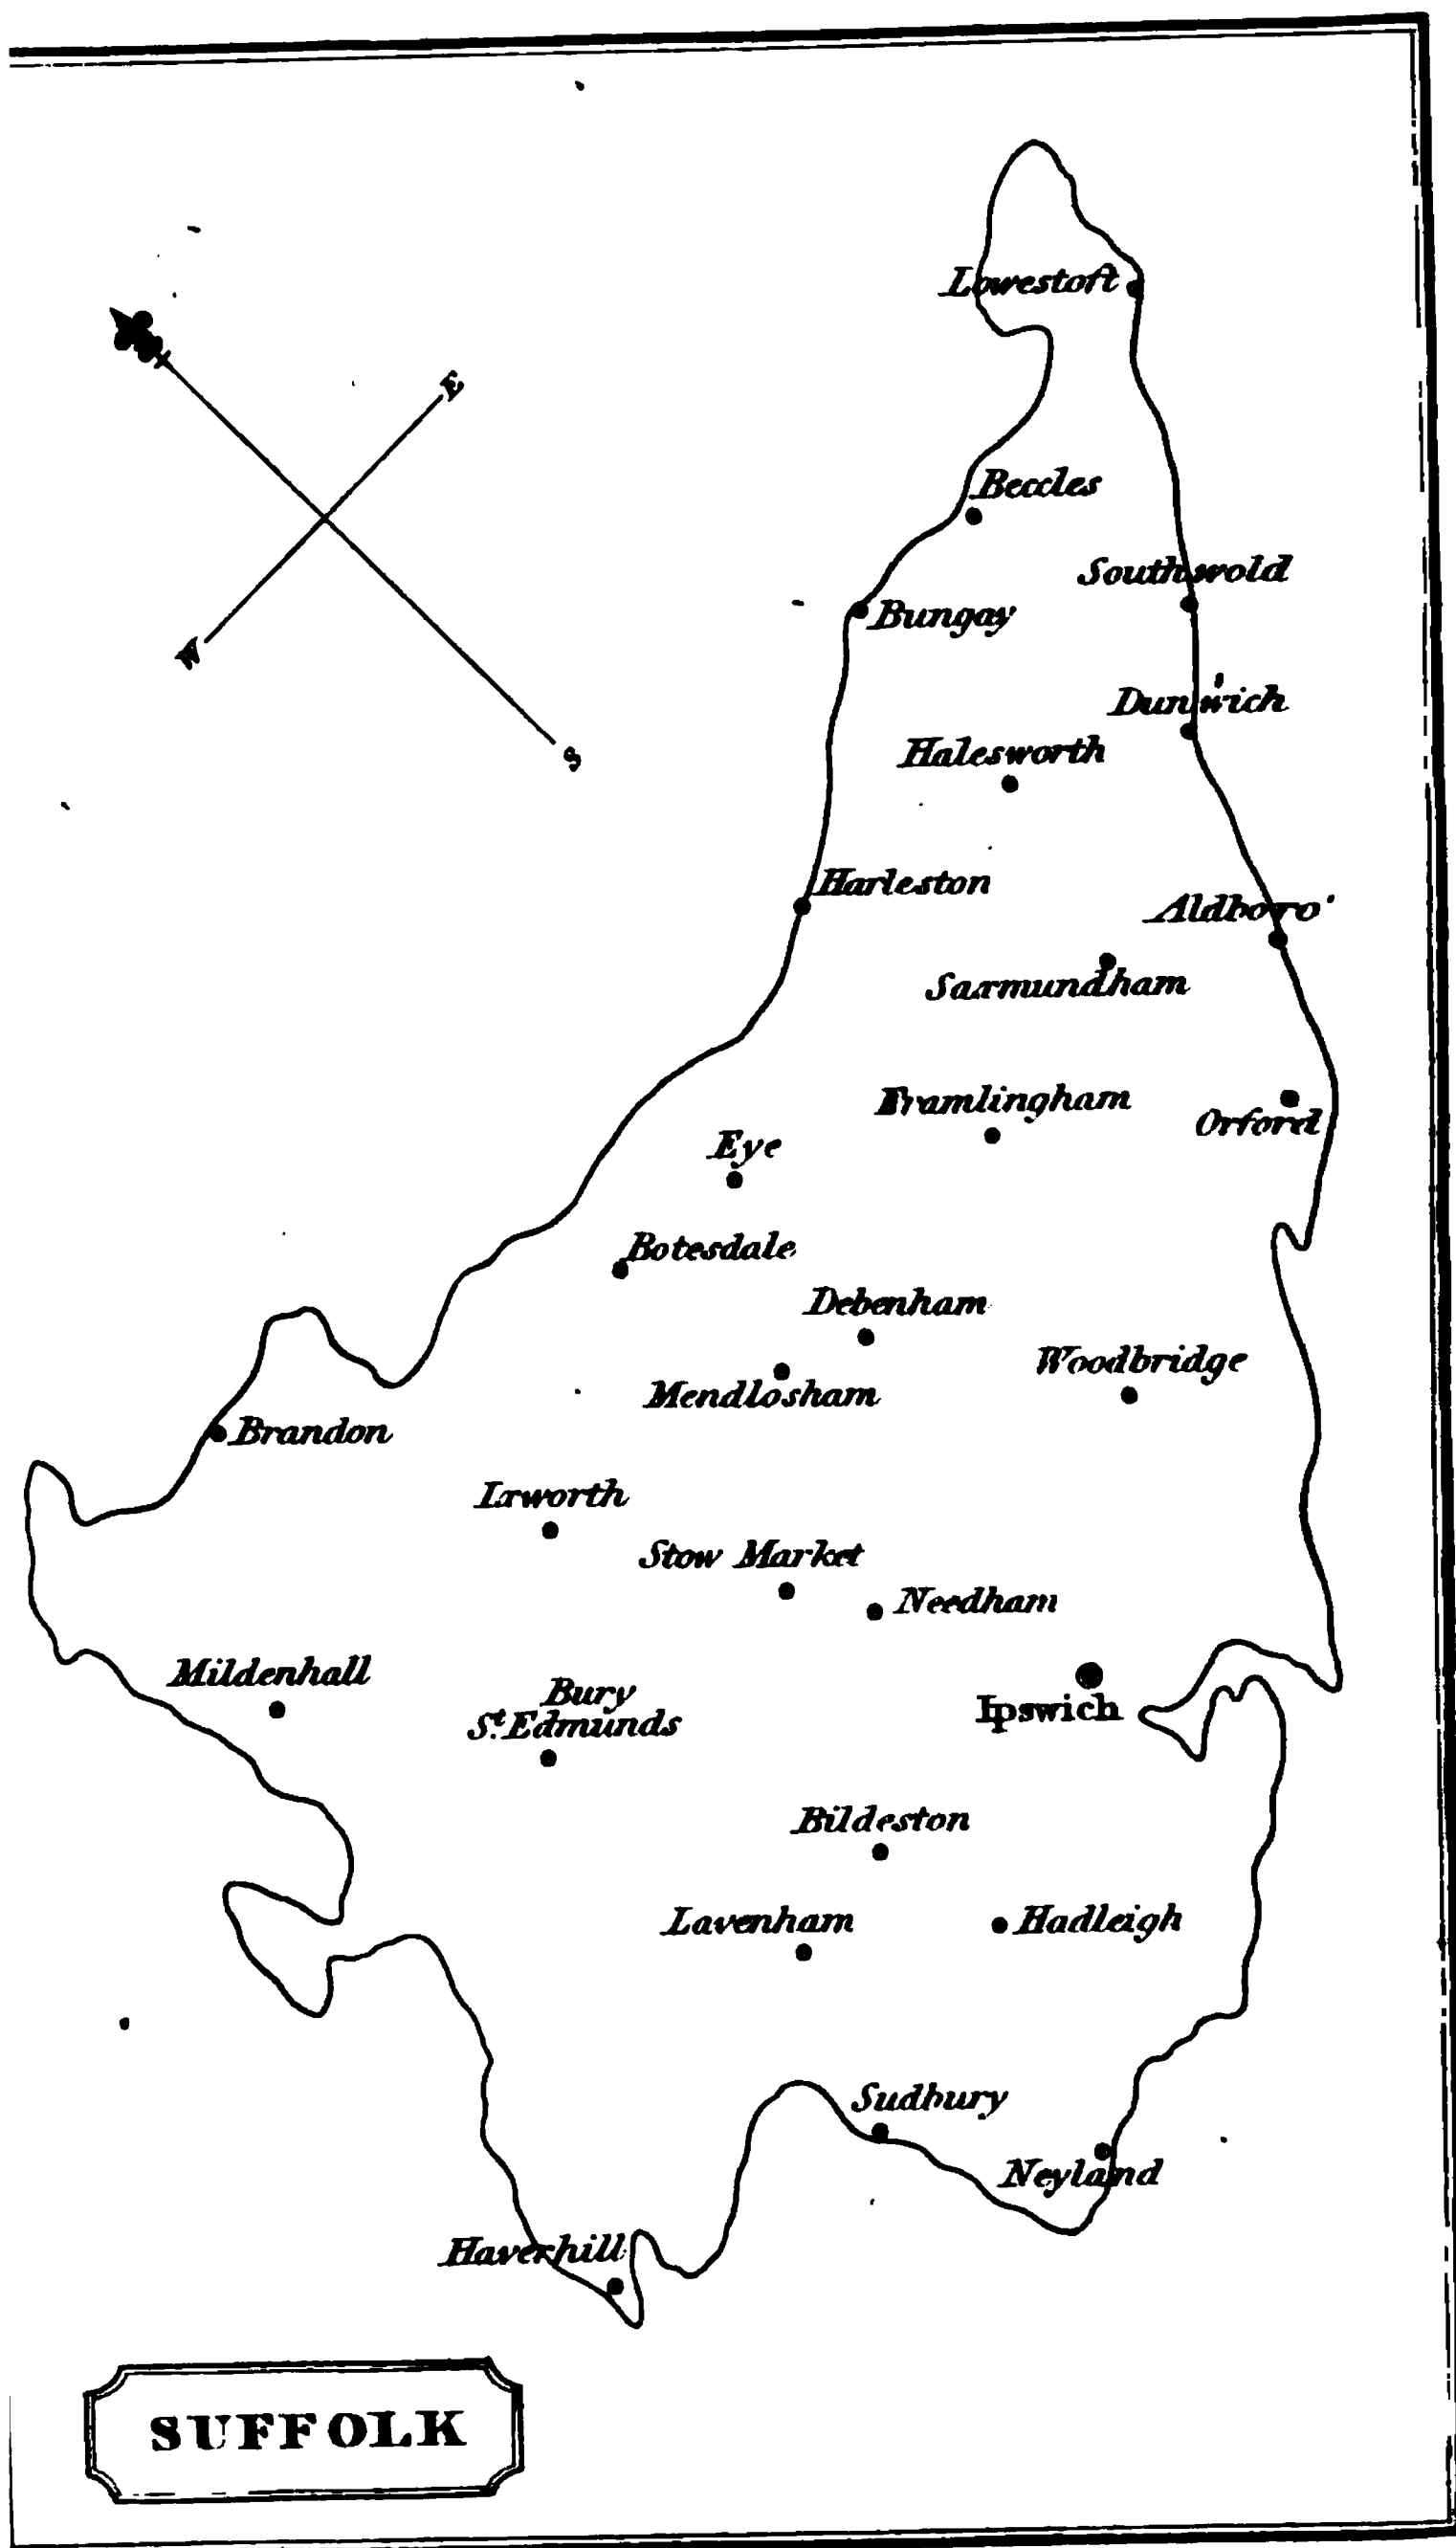 Lowestoft
E
Beccles
Southwold
Bungay
W
Dunwich
Halesworth
S
Harleston
Aldboro'
Saxmundham
Framlingham
Orford
Eye
Botesdale
Debenham
Woodbridge
Mendlosham
Brandon
Ixworth
Stow Market
Needham
Mildenhall
Bury
St. Edmunds
Ipswich
Bildeston
Lavenham
Hadleigh
Sudbury
Neyland
Haverhill
SUFFOLK